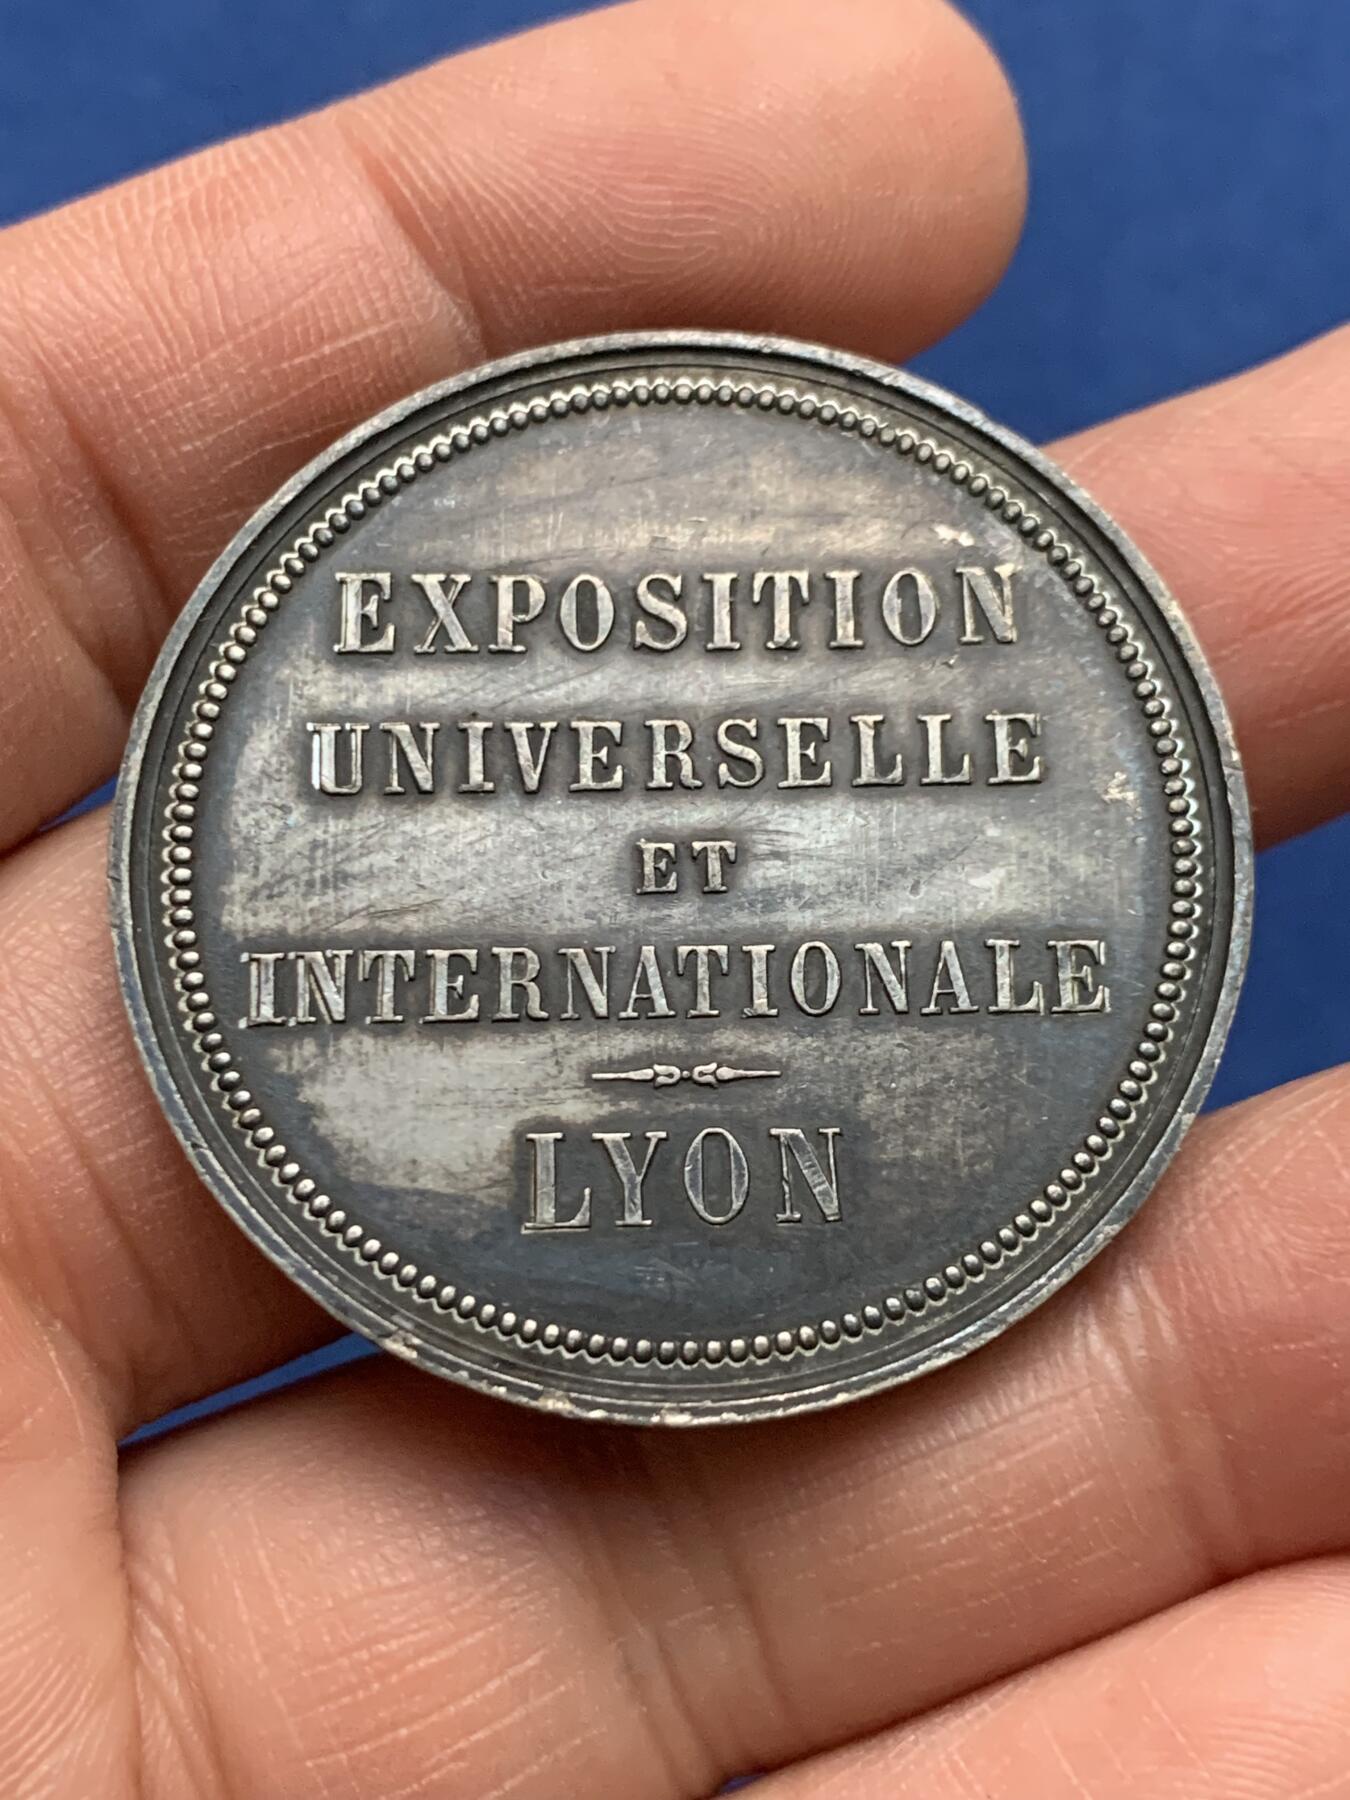 EXPOSITION
UNIVERSELLE
ET
INTERNATIONALE
LYON